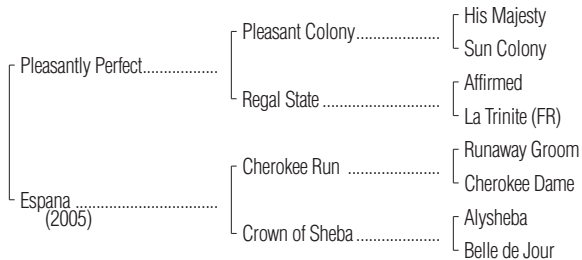 His Majesty
Pleasant Colony....................
Sun Colony
Pleasantly Perfect..................
Affirmed
Regal State ............................
La Trinite (FR)
Runaway Groom
Cherokee Run ......................
Cherokee Dame
Espana ..................................
(2005)
Alysheba
Crown of Sheba ....................
Belle de Jour